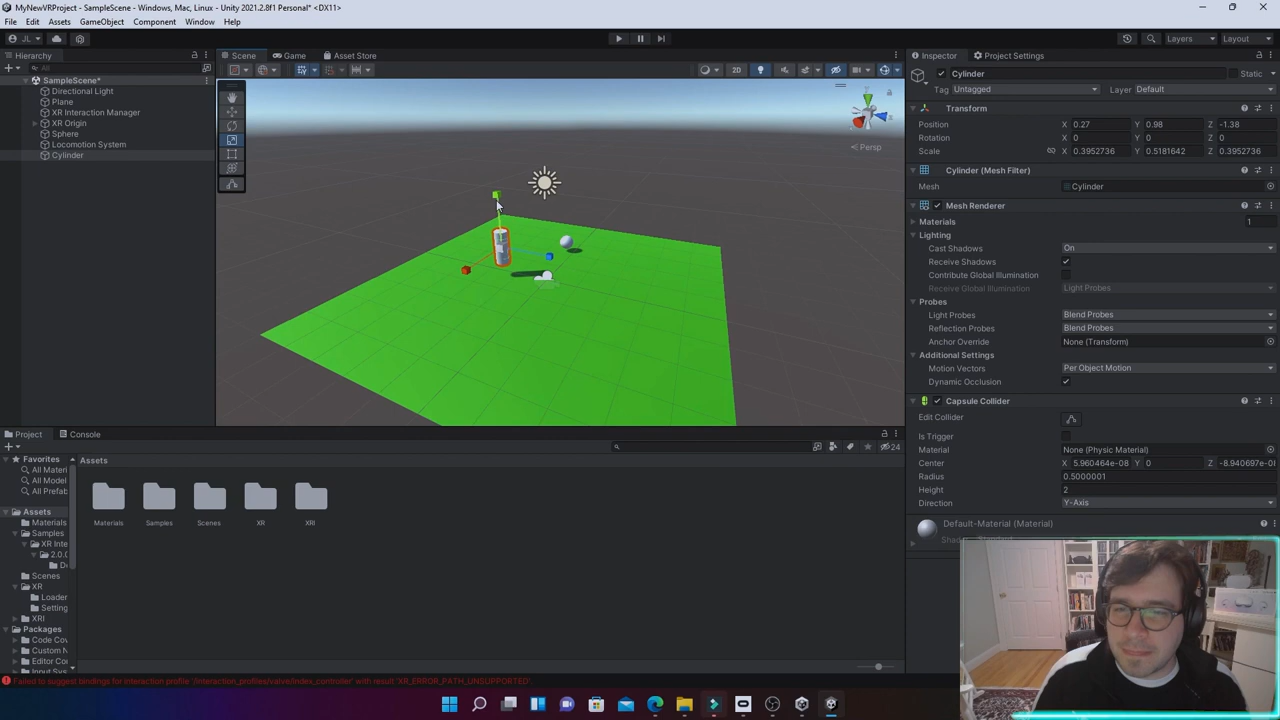 MyNewVRProject - SampleScene - Windows, Mac, Linux - Unity 2021.2.8f1 Personal* <DX11>
File Edit Assets GameObject Component Window Help
JL Layers Layout
Hierarchy Scene Game Asset Store Inspector Project Settings
All
2D
SampleScene*
Directional Light
Plane
XR Interaction Manager
XR Origin
Sphere
Locomotion System
Cylinder
Persp
Cylinder Static
Tag Untagged Layer Default
Transform
Position X 0.27 Y 0.98 Z -1.38
Rotation X 0 Y 0 Z 0
Scale X 0.3952736 Y 0.5181642 Z 0.3952736
Cylinder (Mesh Filter)
Mesh Cylinder
Mesh Renderer
Materials 1
Lighting
Cast Shadows On
Receive Shadows
Contribute Global Illumination
Receive Global Illumination Light Probes
Probes
Light Probes Blend Probes
Reflection Probes Blend Probes
Anchor Override None (Transform)
Additional Settings
Motion Vectors Per Object Motion
Dynamic Occlusion
Capsule Collider
Edit Collider
Is Trigger
Material None (Physic Material)
Center X 5.960464e-08 Y 0 Z -8.940697e-08
Radius 0.5000001
Height 2
Direction Y-Axis
Default-Material (Material)
Project Console
24
Favorites
All Materi
All Model
All Prefab
Assets
Materials
Samples
XR Inte
2.0.0
De
Scenes
XR
Loader
Setting
XRI
Packages
Code Cov
Custom N
Editor Co
Input Sys
Assets
Materials Samples Scenes XR XRI
Failed to suggest bindings for interaction profile '/interaction_profiles/valve/index_controller' with result 'XR_ERROR_PATH_UNSUPPORTED'.